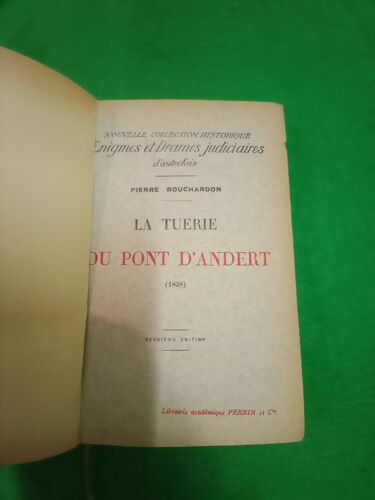 NOUVELLE COLLECTION HISTORIQUE
Enigmes et Drames judiciaires
d'autrefois
PIERRE BOUCHARDON
LA TUERIE
DU PONT D'ANDERT
(1838)
DEUXIÈME ÉDITION
Librairie académique PERRIN et Cie.